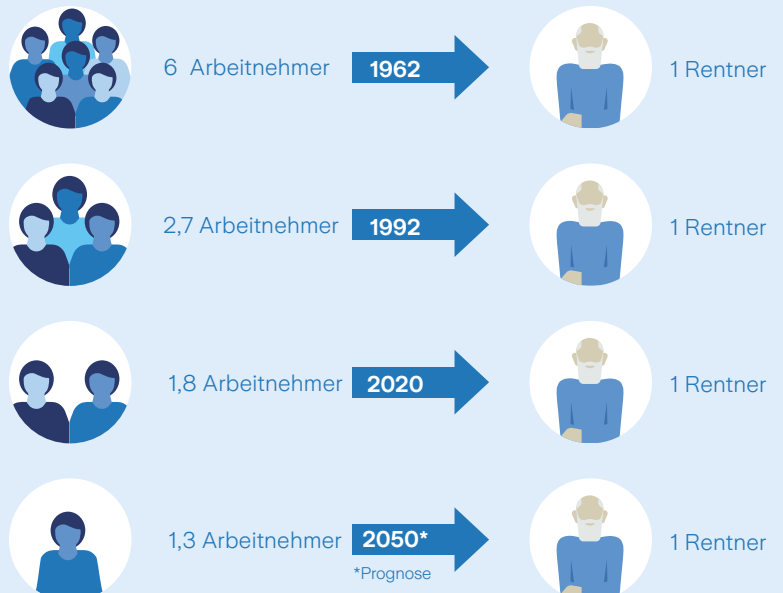 6 Arbeitnehmer 1962 1 Rentner
2,7 Arbeitnehmer 1992 1 Rentner
1,8 Arbeitnehmer 2020 1 Rentner
1,3 Arbeitnehmer 2050* 1 Rentner
*Prognose